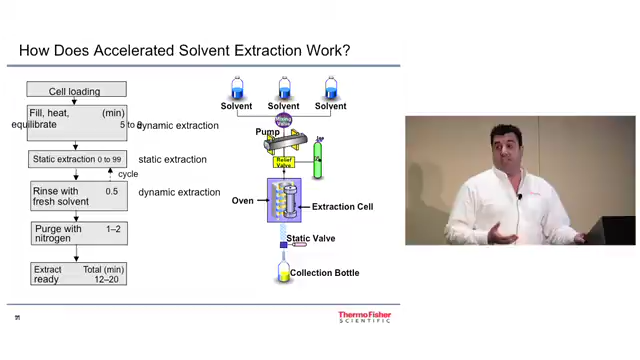 How Does Accelerated Solvent Extraction Work?
Cell loading
Fill, heat, (min)
equilibrate 5 to 9
dynamic extraction
Static extraction 0 to 99
static extraction
cycle
Rinse with 0.5
fresh solvent
dynamic extraction
Purge with 1–2
nitrogen
Extract Total (min)
ready 12–20
Solvent Solvent Solvent
Mixing
Valve
Pump
Relief
Valve
Oven
Extraction Cell
Static Valve
Collection Bottle
ThermoFisher
SCIENTIFIC